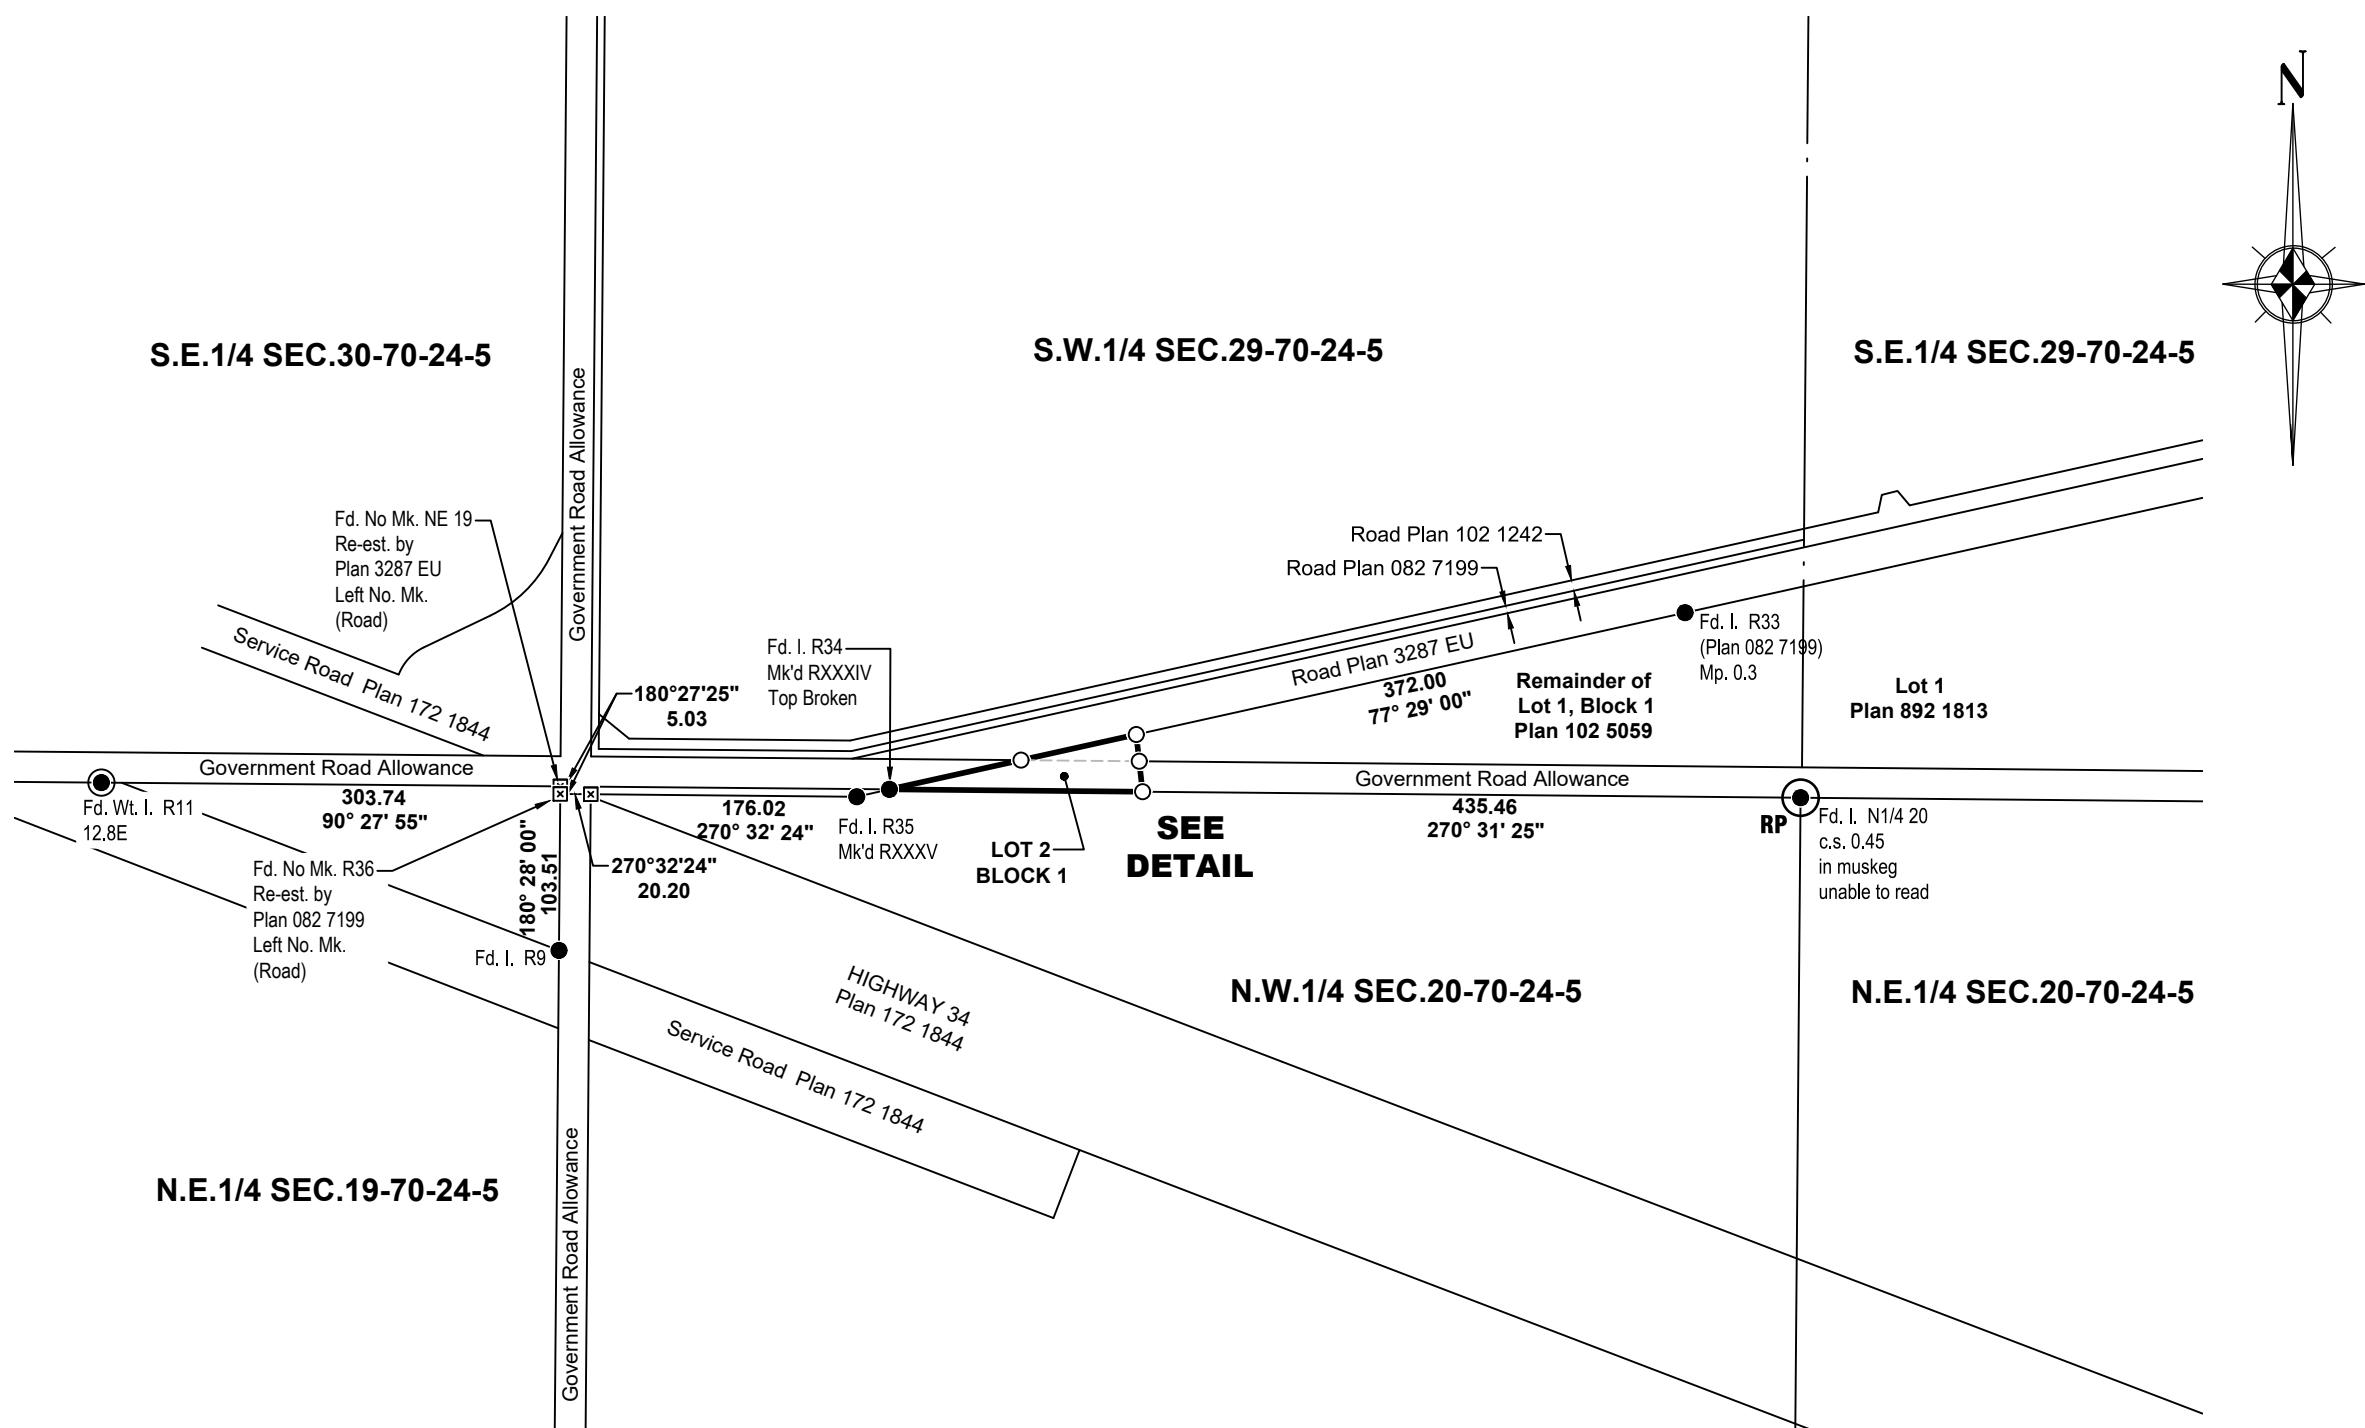 N
S.E.1/4 SEC.30-70-24-5
S.W.1/4 SEC.29-70-24-5
S.E.1/4 SEC.29-70-24-5
Government Road Allowance
Fd. No Mk. NE 19
Re-est. by
Plan 3287 EU
Left No. Mk.
(Road)
Service Road Plan 172 1844
Road Plan 102 1242
Road Plan 082 7199
Road Plan 3287 EU
372.00
77° 29' 00"
Fd. I. R33
(Plan 082 7199)
Mp. 0.3
Remainder of
Lot 1, Block 1
Plan 102 5059
Lot 1
Plan 892 1813
Fd. I. R34
Mk'd RXXXIV
Top Broken
180°27'25"
5.03
Government Road Allowance
303.74
90° 27' 55"
Fd. Wt. I. R11
12.8E
176.02
270° 32' 24"
Fd. I. R35
Mk'd RXXXV
Government Road Allowance
435.46
270° 31' 25"
RP
Fd. I. N1/4 20
c.s. 0.45
in muskeg
unable to read
SEE
DETAIL
LOT 2
BLOCK 1
270°32'24"
20.20
180° 28' 00"
103.51
Fd. No Mk. R36
Re-est. by
Plan 082 7199
Left No. Mk.
(Road)
Fd. I. R9
HIGHWAY 34
Plan 172 1844
Service Road Plan 172 1844
N.W.1/4 SEC.20-70-24-5
N.E.1/4 SEC.20-70-24-5
N.E.1/4 SEC.19-70-24-5
Government Road Allowance